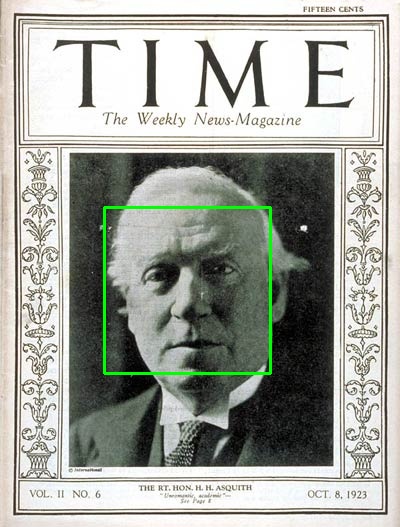 FIFTEEN CENTS
TIME
The Weekly News-Magazine
© International
THE RT. HON. H. H. ASQUITH
"Unromantic, academic"—
See Page 8
VOL. II NO. 6
OCT. 8, 1923